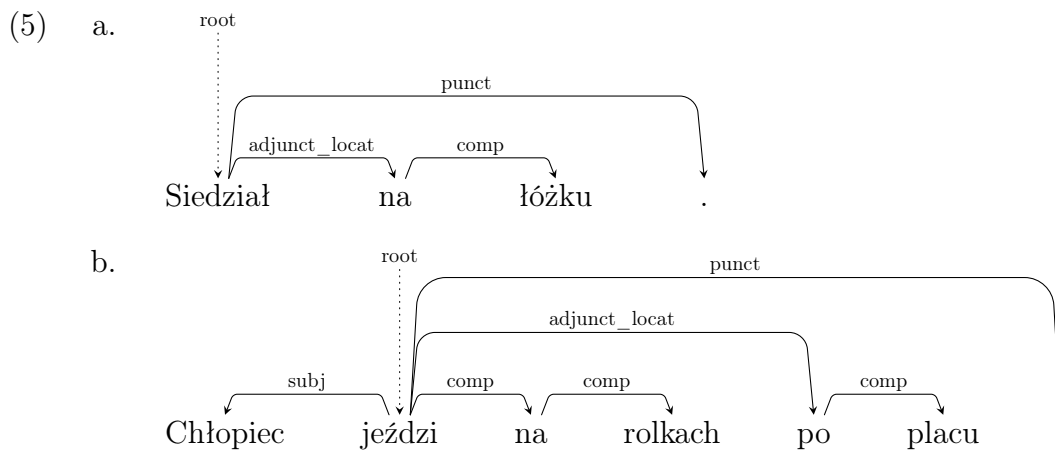 (5) a.
root
punct
adjunct_locat comp
Siedział na łóżku .
b.
root punct
adjunct_locat
subj comp comp comp
Chłopiec jeździ na rolkach po placu